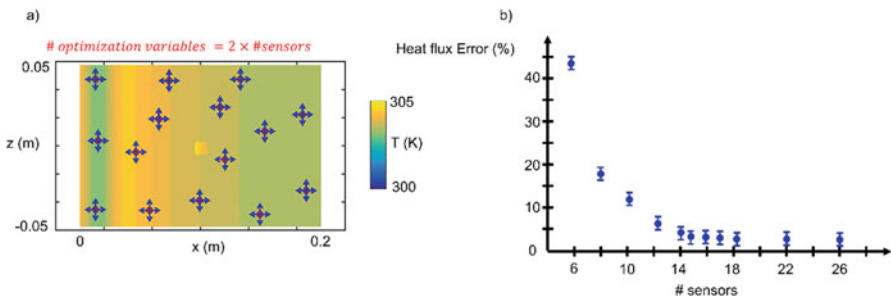 a)
# optimization variables = 2 × #sensors
0.05
z (m)
-0.05
0
x (m)
0.2
305
T (K)
300
b)
Heat flux Error (%)
40
30
20
10
0
6
10
14
18
22
26
# sensors